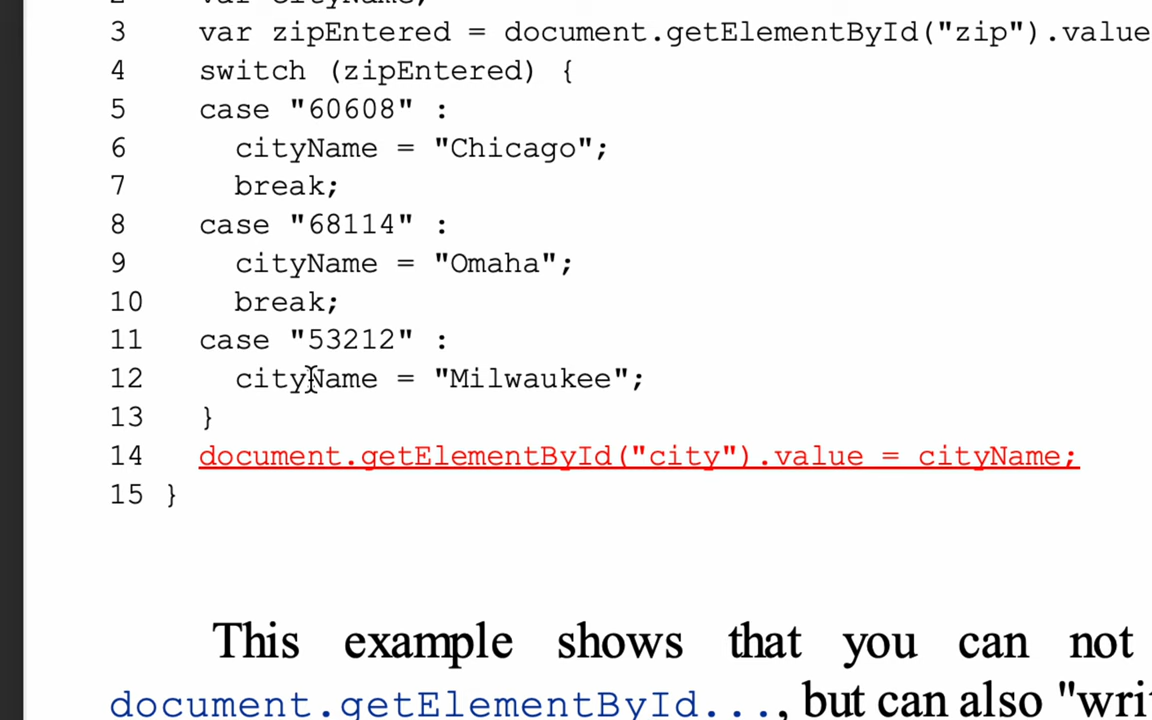 3 var zipEntered = document.getElementById("zip").value
4 switch (zipEntered) {
5 case "60608" :
6 cityName = "Chicago";
7 break;
8 case "68114" :
9 cityName = "Omaha";
10 break;
11 case "53212" :
12 cityName = "Milwaukee";
13 }
14 document.getElementById("city").value = cityName;
15 }
This example shows that you can not
document.getElementById..., but can also "wri